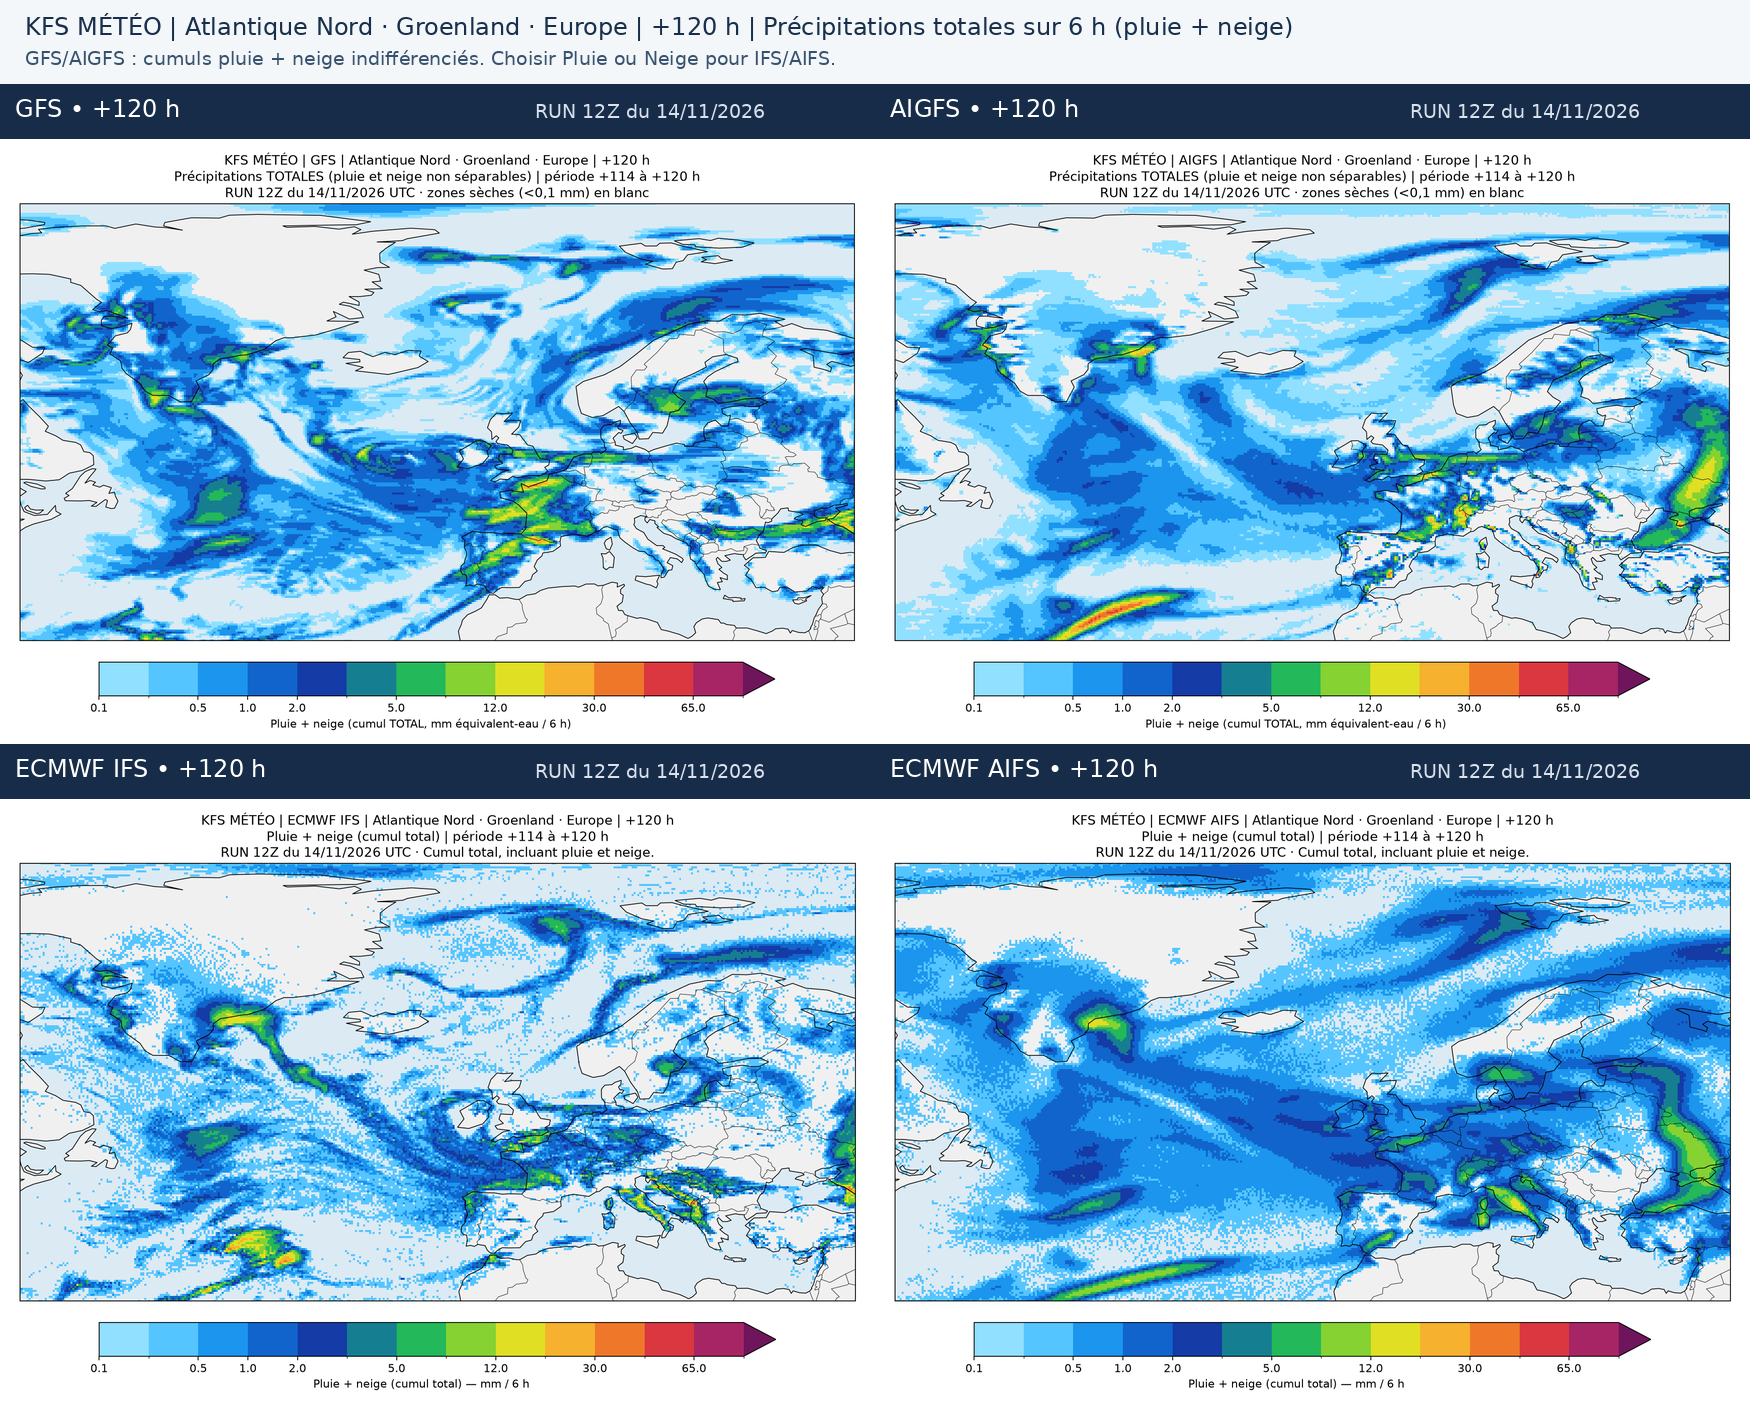 KFS MÉTÉO | Atlantique Nord · Groenland · Europe | +120 h | Précipitations totales sur 6 h (pluie + neige)
GFS/AIGFS : cumuls pluie + neige indifférenciés. Choisir Pluie ou Neige pour IFS/AIFS.
GFS • +120 h
RUN 12Z du 14/11/2026
KFS MÉTÉO | GFS | Atlantique Nord · Groenland · Europe | +120 h
Précipitations TOTALES (pluie et neige non séparables) | période +114 à +120 h
RUN 12Z du 14/11/2026 UTC · zones sèches (<0,1 mm) en blanc
0.1 0.5 1.0 2.0 5.0 12.0 30.0 65.0
Pluie + neige (cumul TOTAL, mm équivalent-eau / 6 h)
AIGFS • +120 h
RUN 12Z du 14/11/2026
KFS MÉTÉO | AIGFS | Atlantique Nord · Groenland · Europe | +120 h
Précipitations TOTALES (pluie et neige non séparables) | période +114 à +120 h
RUN 12Z du 14/11/2026 UTC · zones sèches (<0,1 mm) en blanc
0.1 0.5 1.0 2.0 5.0 12.0 30.0 65.0
Pluie + neige (cumul TOTAL, mm équivalent-eau / 6 h)
ECMWF IFS • +120 h
RUN 12Z du 14/11/2026
KFS MÉTÉO | ECMWF IFS | Atlantique Nord · Groenland · Europe | +120 h
Pluie + neige (cumul total) | période +114 à +120 h
RUN 12Z du 14/11/2026 UTC · Cumul total, incluant pluie et neige.
0.1 0.5 1.0 2.0 5.0 12.0 30.0 65.0
Pluie + neige (cumul total) — mm / 6 h
ECMWF AIFS • +120 h
RUN 12Z du 14/11/2026
KFS MÉTÉO | ECMWF AIFS | Atlantique Nord · Groenland · Europe | +120 h
Pluie + neige (cumul total) | période +114 à +120 h
RUN 12Z du 14/11/2026 UTC · Cumul total, incluant pluie et neige.
0.1 0.5 1.0 2.0 5.0 12.0 30.0 65.0
Pluie + neige (cumul total) — mm / 6 h